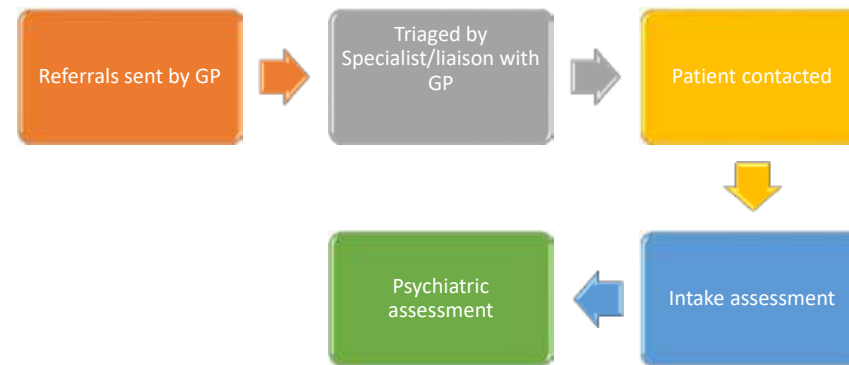 Referrals sent by GP
Triaged by
Specialist/liaison with
GP
Patient contacted
Intake assessment
Psychiatric
assessment